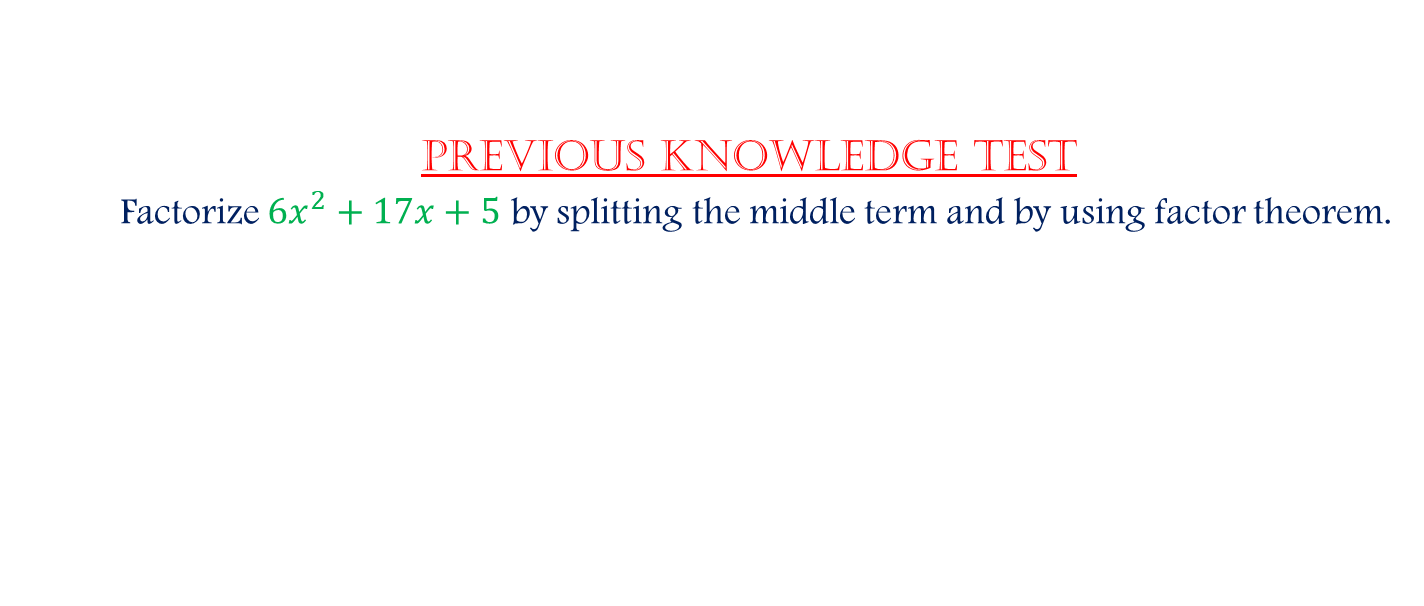 PREVIOUS KNOWLEDGE TEST
Factorize 6x² + 17x + 5 by splitting the middle term and by using factor theorem.